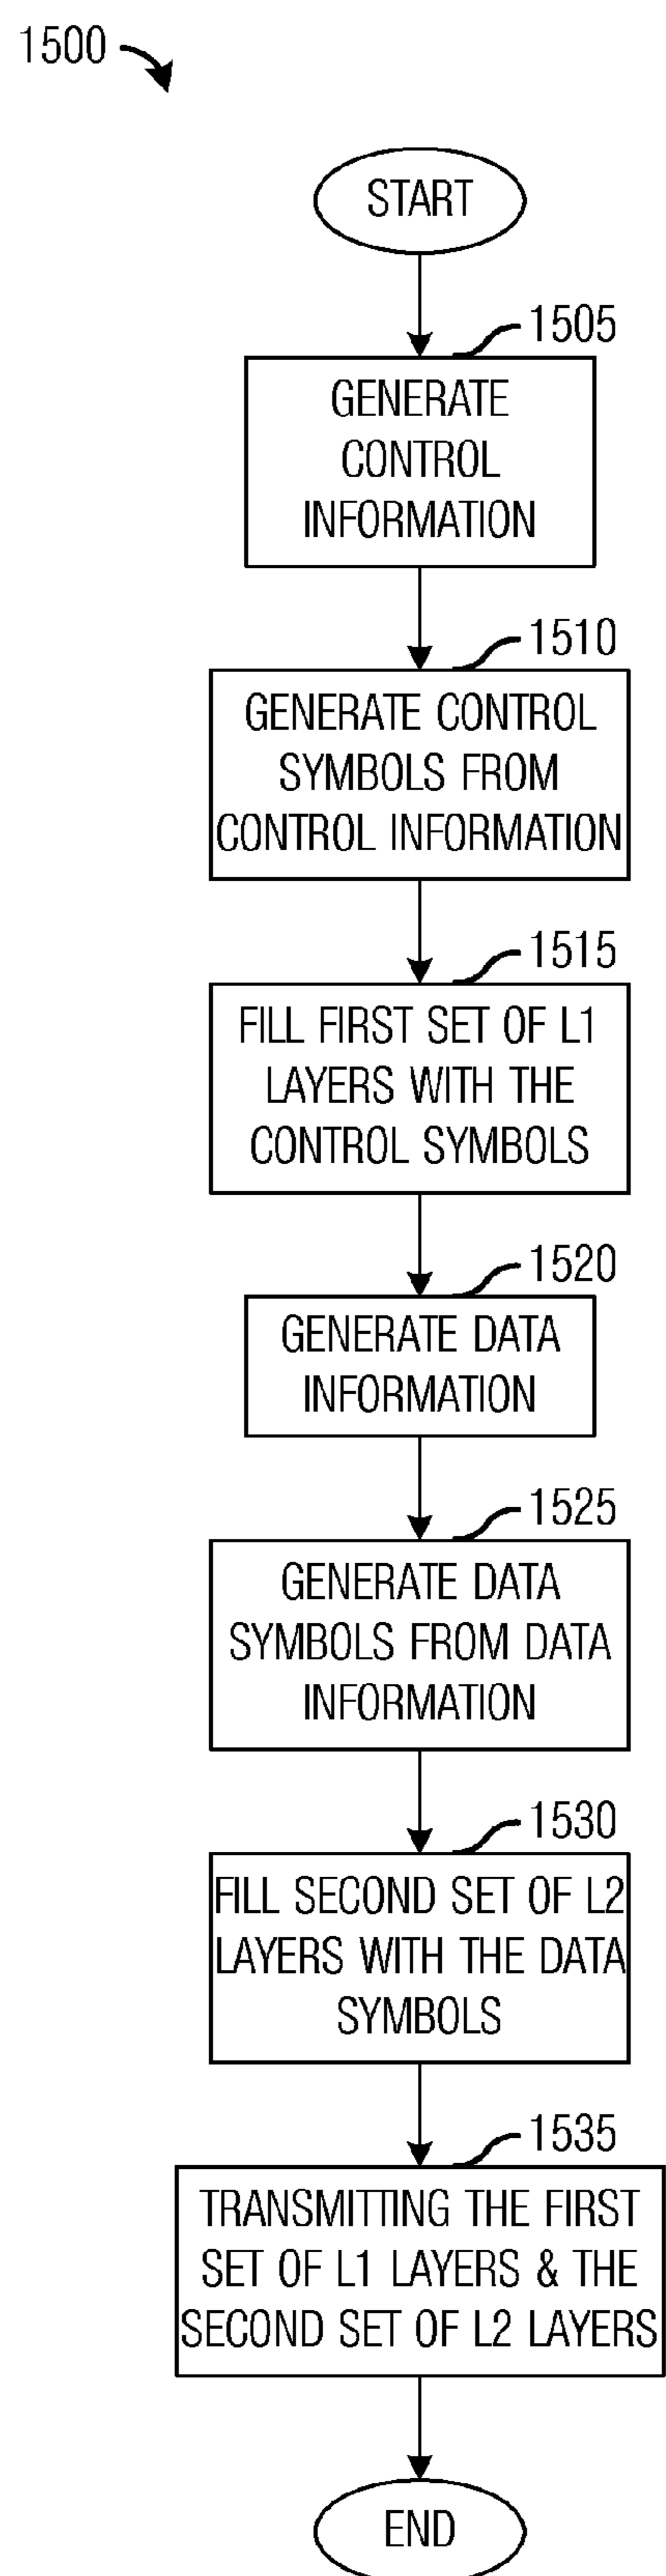 1500
START
1505
GENERATE
CONTROL
INFORMATION
1510
GENERATE CONTROL
SYMBOLS FROM
CONTROL INFORMATION
1515
FILL FIRST SET OF L1
LAYERS WITH THE
CONTROL SYMBOLS
1520
GENERATE DATA
INFORMATION
1525
GENERATE DATA
SYMBOLS FROM DATA
INFORMATION
1530
FILL SECOND SET OF L2
LAYERS WITH THE DATA
SYMBOLS
1535
TRANSMITTING THE FIRST
SET OF L1 LAYERS & THE
SECOND SET OF L2 LAYERS
END